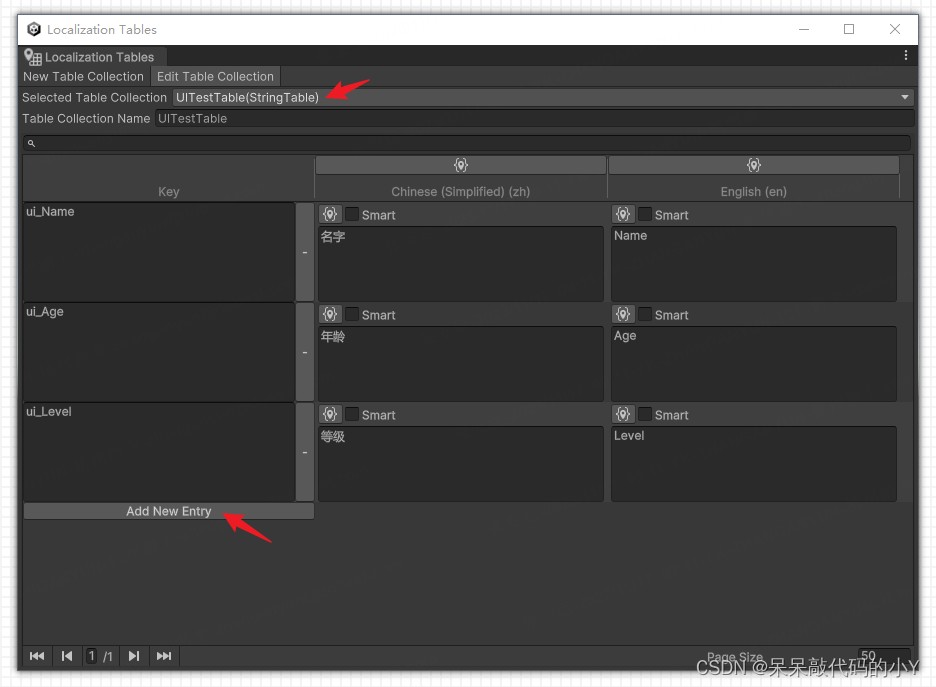 Localization Tables
Localization Tables
New Table Collection Edit Table Collection
Selected Table Collection UITestTable(StringTable)
Table Collection Name UITestTable
Key Chinese (Simplified) (zh) English (en)
ui_Name - Smart Smart
名字 Name
ui_Age - Smart Smart
年龄 Age
ui_Level - Smart Smart
等级 Level
Add New Entry
1 /1 Page Size 50
CSDN @呆呆敲代码的小Y